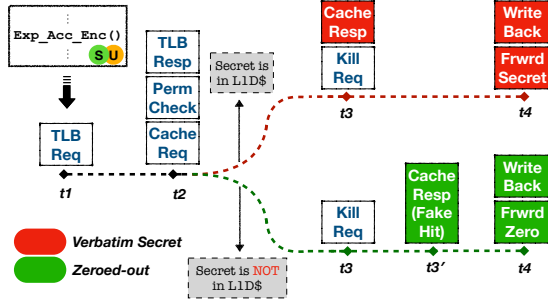 Exp_Acc_Enc()
S U
TLB
Req
t1
TLB
Resp
Perm
Check
Cache
Req
t2
Secret is
in L1D$
Cache
Resp
Kill
Req
t3
Write
Back
Frwrd
Secret
t4
Secret is NOT
in L1D$
Kill
Req
t3
Cache
Resp
(Fake
Hit)
t3'
Write
Back
Frwrd
Zero
t4
Verbatim Secret
Zeroed-out